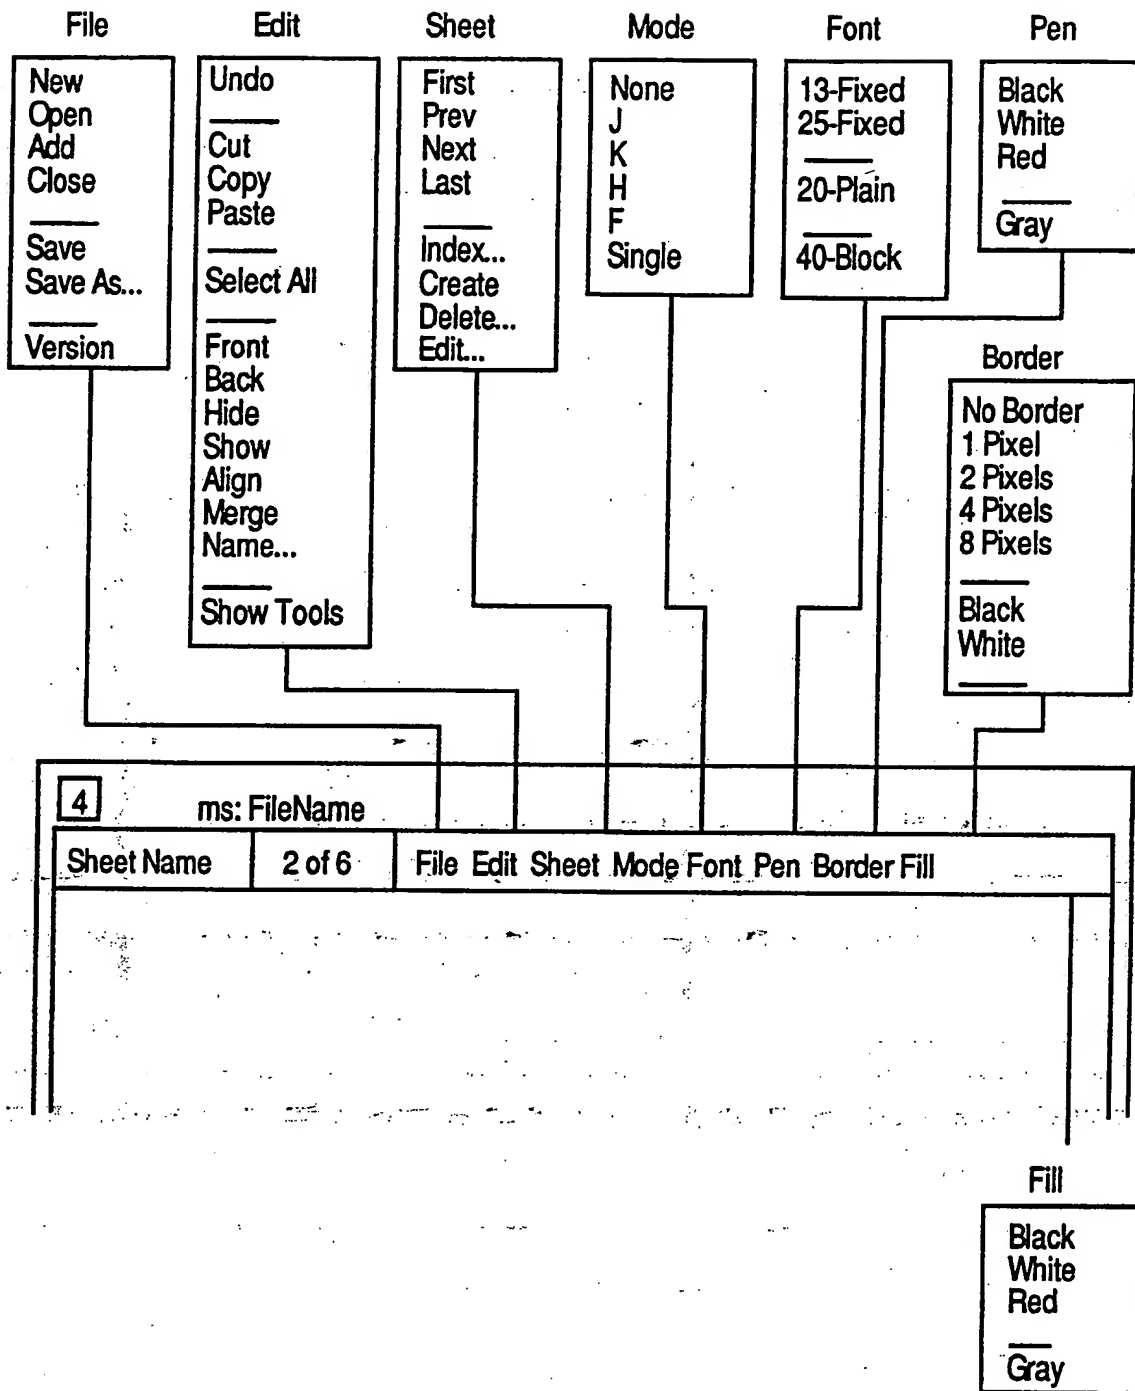 File
New
Open
Add
Close
Save
Save As...
Version
Edit
Undo
Cut
Copy
Paste
Select All
Front
Back
Hide
Show
Align
Merge
Name...
Show Tools
Sheet
First
Prev
Next
Last
Index...
Create
Delete...
Edit...
Mode
None
J
K
H
F
Single
Font
13-Fixed
25-Fixed
20-Plain
40-Block
Pen
Black
White
Red
Gray
Border
No Border
1 Pixel
2 Pixels
4 Pixels
8 Pixels
Black
White
4
ms: FileName
Sheet Name 2 of 6 File Edit Sheet Mode Font Pen Border Fill
Fill
Black
White
Red
Gray